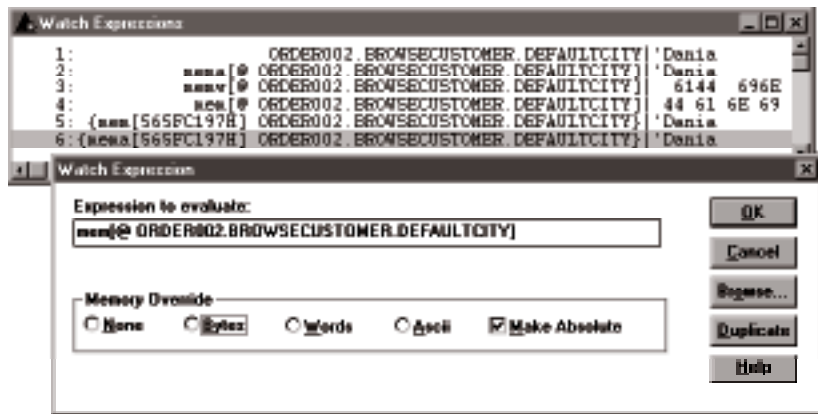 Watch Expressions
1: ORDER002.BROWSECUSTOMER.DEFAULTCITY| 'Dania
2: mema[@ ORDER002.BROWSECUSTOMER.DEFAULTCITY]| 'Dania
3: memw[@ ORDER002.BROWSECUSTOMER.DEFAULTCITY]| 6144 696E
4: mem[@ ORDER002.BROWSECUSTOMER.DEFAULTCITY]| 44 61 6E 69
5: {mem[565FC197H] ORDER002.BROWSECUSTOMER.DEFAULTCITY}| 'Dania
6:{mema[565FC197H] ORDER002.BROWSECUSTOMER.DEFAULTCITY}| 'Dania
Watch Expression
Expression to evaluate:
mem[@ ORDER002.BROWSECUSTOMER.DEFAULTCITY]
OK
Cancel
Browse...
Duplicate
Help
Memory Override
None Bytes Words Ascii Make Absolute